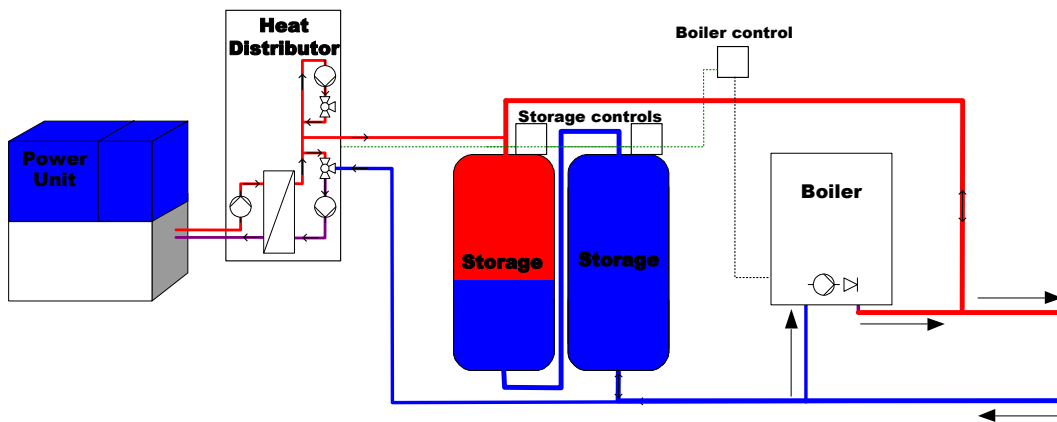 Heat
Distributor
Boiler control
Storage controls
Power
Unit
Boiler
Storage
Storage